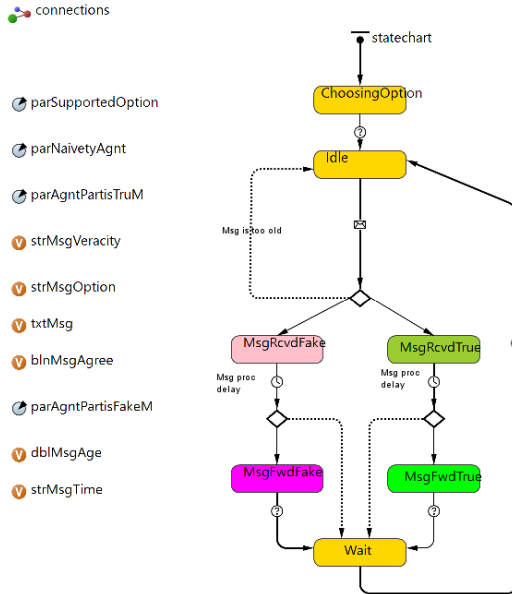 connections
statechart
parSupportedOption
ChoosingOption
parNaivetyAgnt
Idle
parAgntPartisTruM
strMsgVeracity
Msg is too old
strMsgOption
txtMsg
MsgRcvdFake
MsgRcvdTrue
blnMsgAgree
Msg proc
delay
Msg proc
delay
parAgntPartisFakeM
dblMsgAge
MsgFwdFake
MsgFwdTrue
strMsgTime
Wait